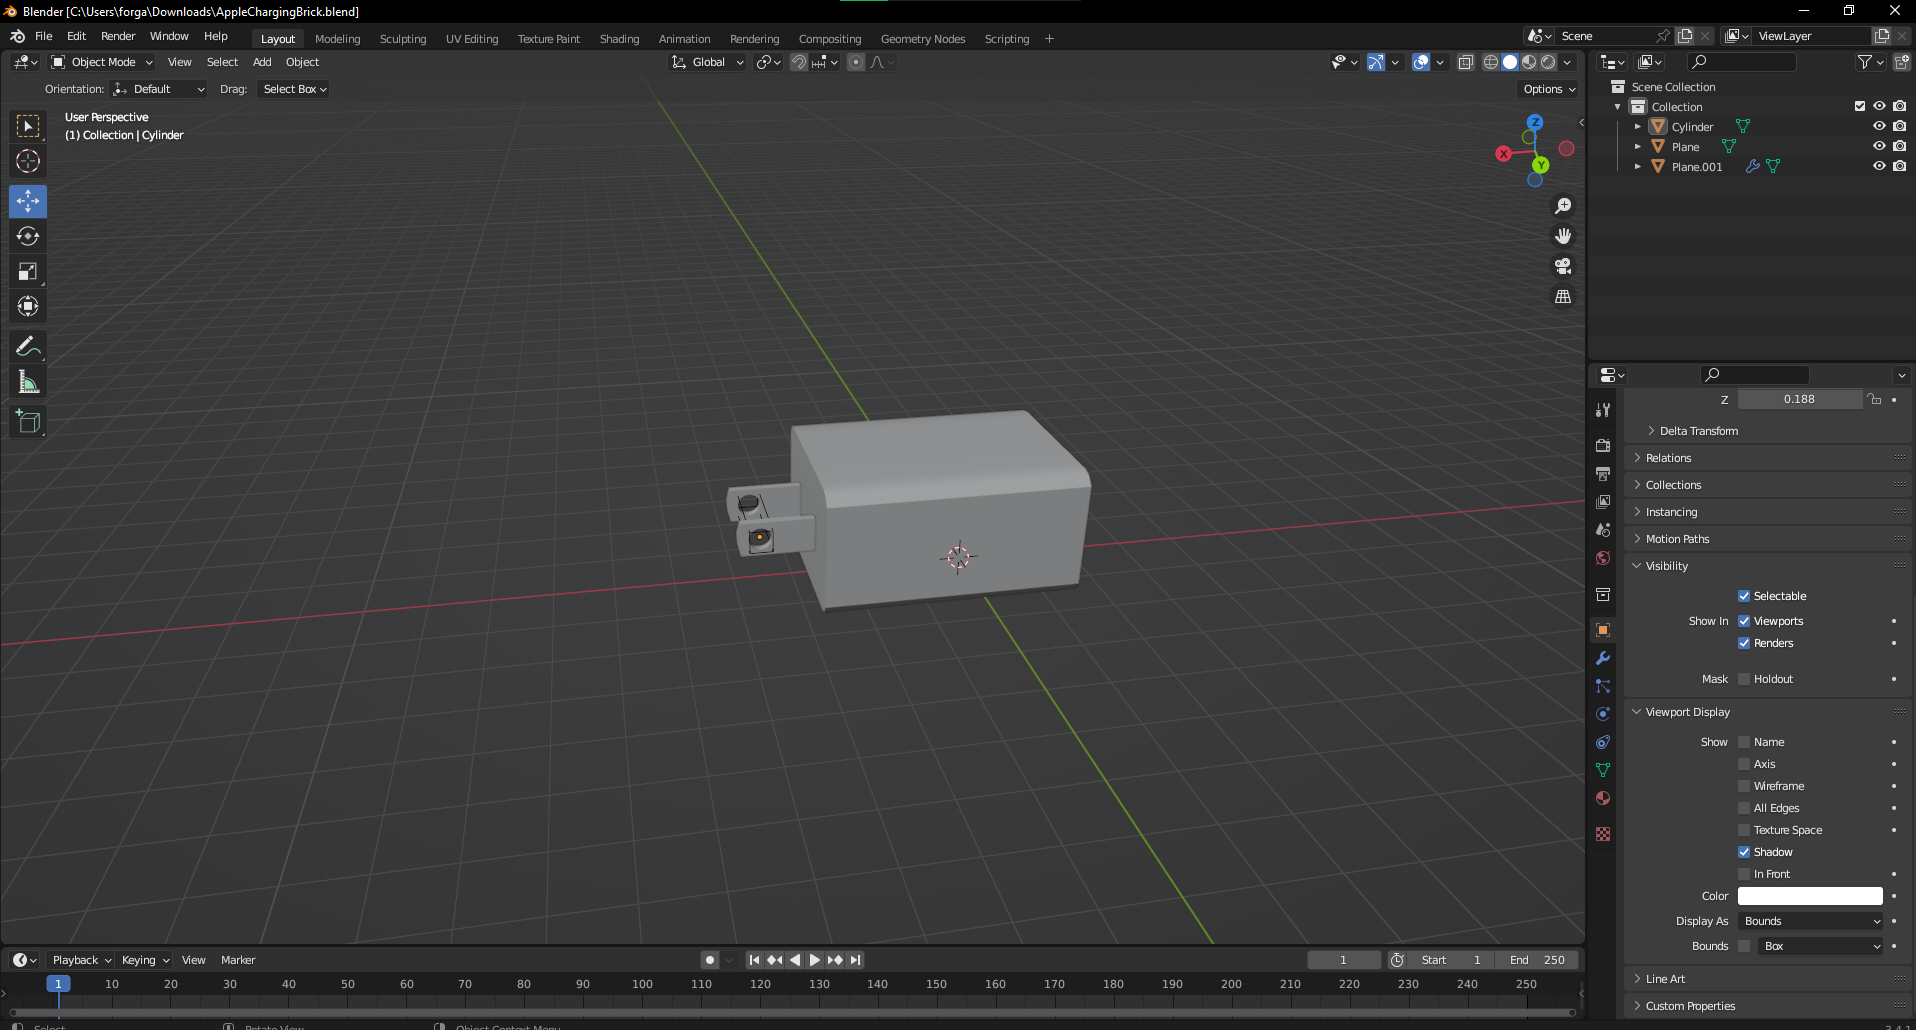 Blender [C:\Users\forga\Downloads\AppleChargingBrick.blend]
File Edit Render Window Help Layout Modeling Sculpting UV Editing Texture Paint Shading Animation Rendering Compositing Geometry Nodes Scripting + Scene ViewLayer
Object Mode View Select Add Object Global
Orientation: Default Drag: Select Box Options
User Perspective
(1) Collection | Cylinder
Z
X
Y
Scene Collection
Collection
Cylinder
Plane
Plane.001
Z 0.188
Delta Transform
Relations
Collections
Instancing
Motion Paths
Visibility
Selectable
Show In Viewports
Renders
Mask Holdout
Viewport Display
Show Name
Axis
Wireframe
All Edges
Texture Space
Shadow
In Front
Color
Display As Bounds
Bounds Box
Line Art
Custom Properties
Playback Keying View Marker 1 Start 1 End 250
1 10 20 30 40 50 60 70 80 90 100 110 120 130 140 150 160 170 180 190 200 210 220 230 240 250
Select Rotate View Object Context Menu 3.4.1